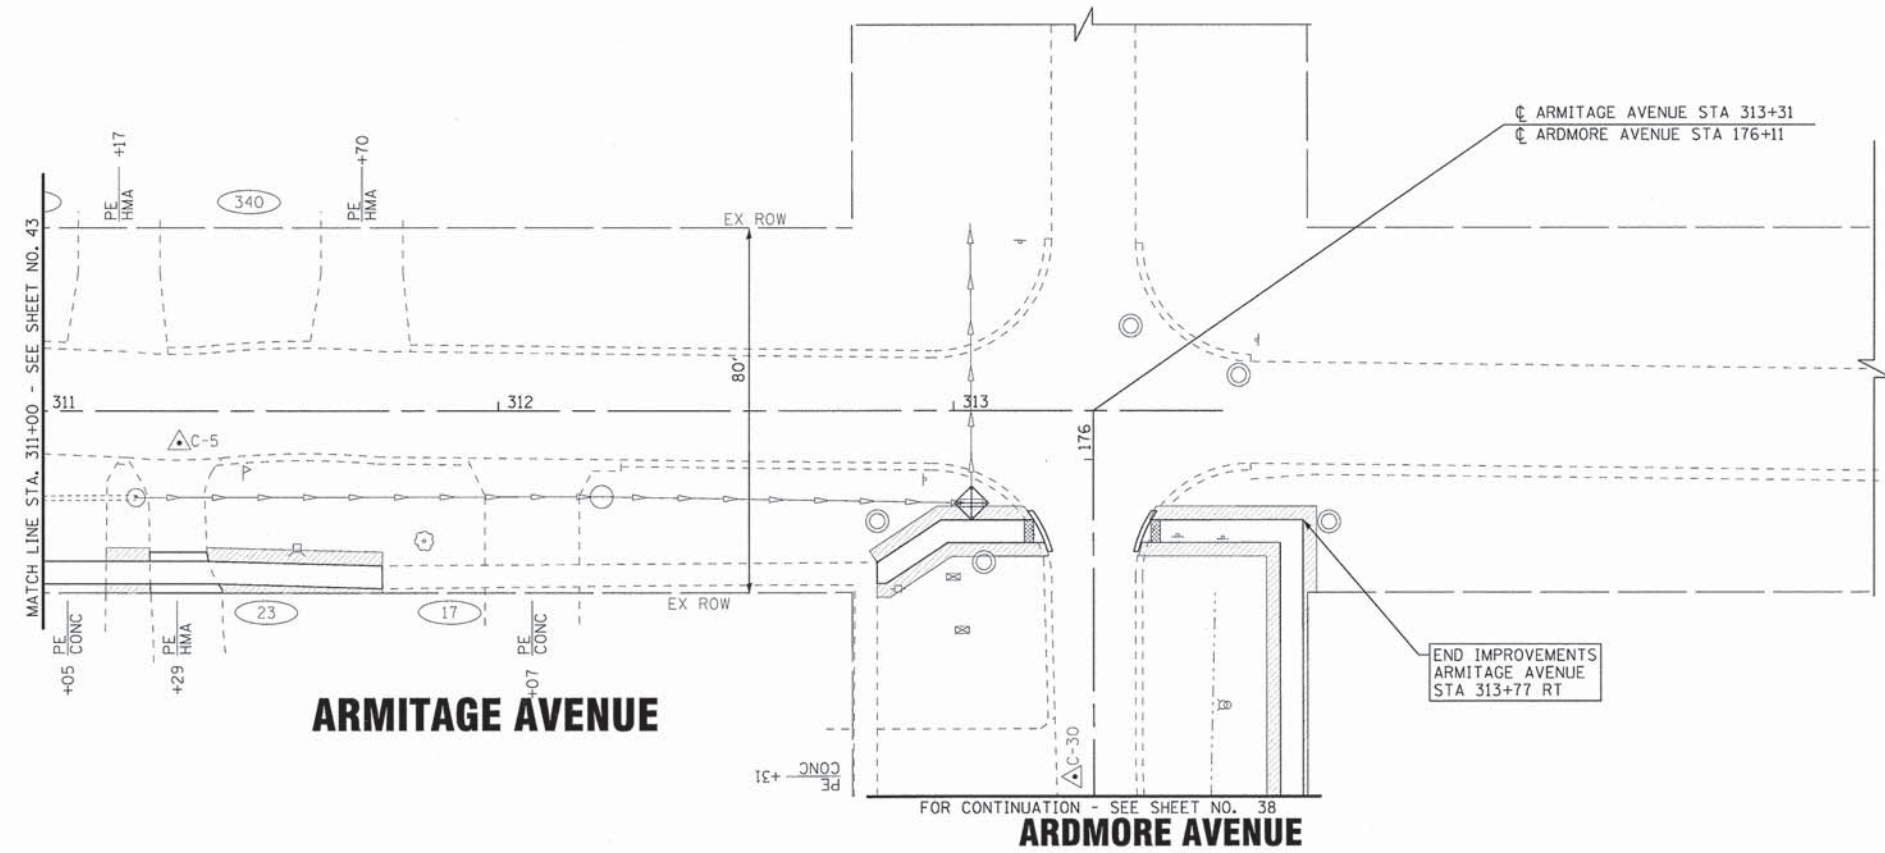 ℄ ARMITAGE AVENUE STA 313+31
℄ ARDMORE AVENUE STA 176+11
+17
PE
HMA
340
+70
PE
HMA
EX ROW
MATCH LINE STA. 311+00 - SEE SHEET NO. 43
80'
311
312
313
176
C-5
EX ROW
23
17
PE
CONC
+05
PE
HMA
+29
PE
CONC
+07
END IMPROVEMENTS
ARMITAGE AVENUE
STA 313+77 RT
ARMITAGE AVENUE
C-30
PE
CONC
+31
FOR CONTINUATION - SEE SHEET NO. 38
ARDMORE AVENUE